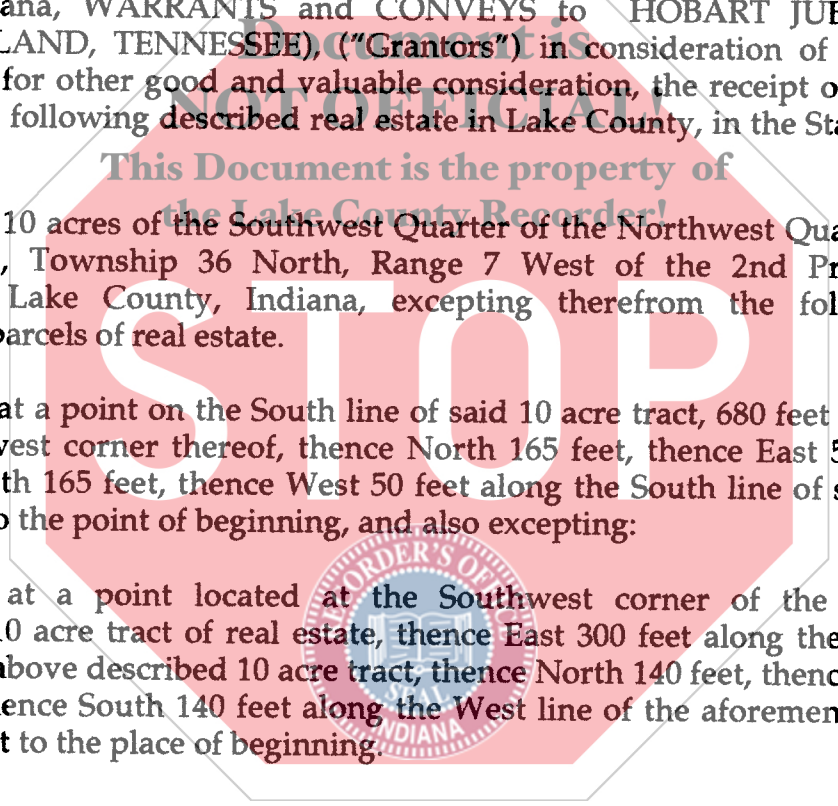 ana, WARRANTS and CONVEYS to HOBART JU
LAND, TENNESSEE), ("Grantors") in consideration of
Document is
for other good and valuable consideration, the receipt o
NOT OFFICIAL!
following described real estate in Lake County, in the Sta
This Document is the property of
the Lake County Recorder!
10 acres of the Southwest Quarter of the Northwest Qua
, Township 36 North, Range 7 West of the 2nd Pr
Lake County, Indiana, excepting therefrom the fol
parcels of real estate.
STOP
at a point on the South line of said 10 acre tract, 680 feet
west corner thereof, thence North 165 feet, thence East 5
th 165 feet, thence West 50 feet along the South line of s
o the point of beginning, and also excepting:
RECORDER'S OFFICE
at a point located at the Southwest corner of the
10 acre tract of real estate, thence East 300 feet along the
above described 10 acre tract, thence North 140 feet, thenc
SEAL
ence South 140 feet along the West line of the aforemen
INDIANA
t to the place of beginning.